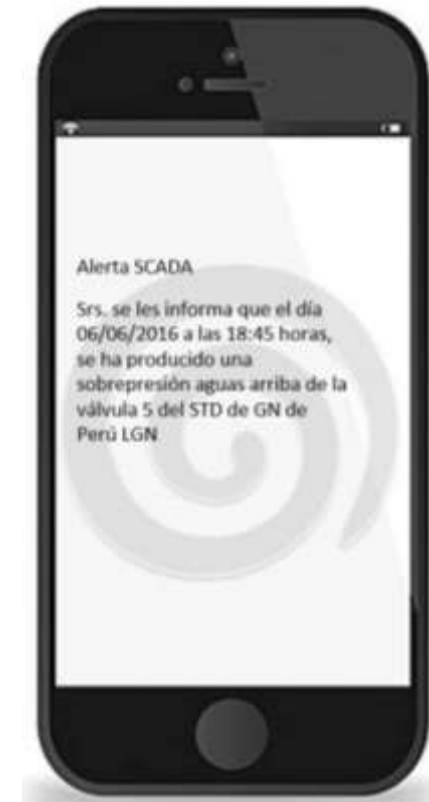 Alerta SCADA
Srs. se les informa que el día
06/06/2016 a las 18:45 horas,
se ha producido una
sobrepresión aguas arriba de la
válvula 5 del STD de GN de
Perú LGN